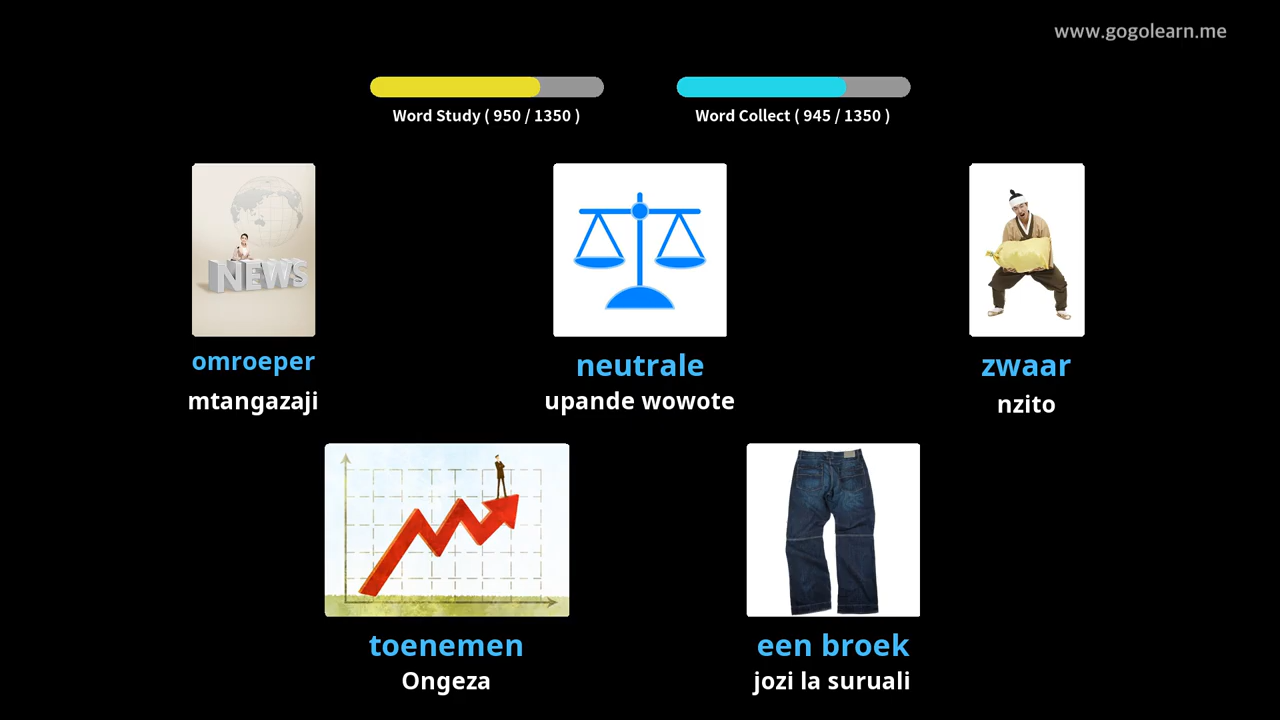 www.gogolearn.me
Word Study ( 950 / 1350 )
Word Collect ( 945 / 1350 )
NEWS
omroeper
mtangazaji
neutrale
upande wowote
zwaar
nzito
toenemen
Ongeza
een broek
jozi la suruali